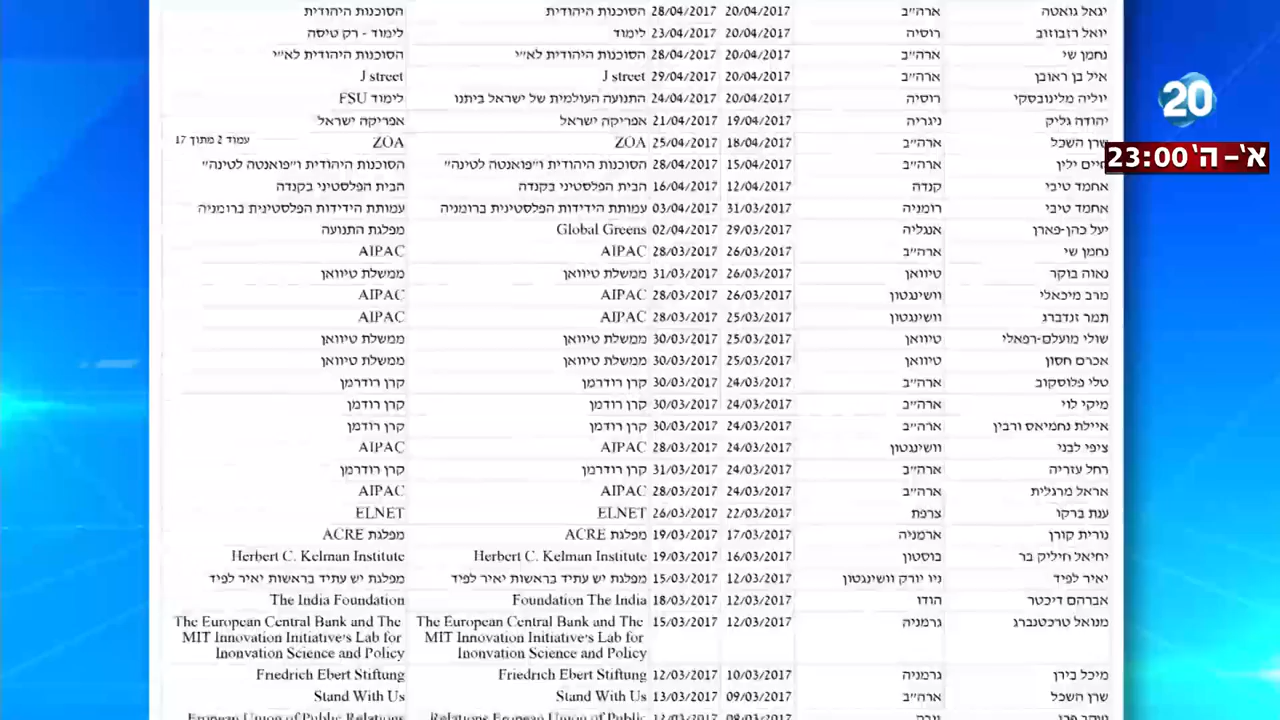 יגאל גואטה ארה״ב 20/04/2017 28/04/2017 הסוכנות היהודית הסוכנות היהודית
יואל רזבוזוב רוסיה 20/04/2017 23/04/2017 לימוד לימוד - רק טיסה
נחמן שי ארה״ב 20/04/2017 28/04/2017 הסוכנות היהודית לא״י הסוכנות היהודית לא״י
איל בן ראובן ארה״ב 20/04/2017 29/04/2017 J street J street
יוליה מלינובסקי רוסיה 20/04/2017 24/04/2017 התנועה העולמית של ישראל ביתנו לימוד FSU
יהודה גליק ניגריה 19/04/2017 21/04/2017 אפריקה ישראל אפריקה ישראל
שרן השכל ארה״ב 18/04/2017 25/04/2017 ZOA ZOA עמוד 2 מתוך 17
חיים ילין ארה״ב 15/04/2017 28/04/2017 הסוכנות היהודית ו״פואנטה לטינה״ הסוכנות היהודית ו״פואנטה לטינה״
אחמד טיבי קנדה 12/04/2017 16/04/2017 הבית הפלסטיני בקנדה הבית הפלסטיני בקנדה
אחמד טיבי רומניה 31/03/2017 03/04/2017 עמותת הידידות הפלסטינית ברומניה עמותת הידידות הפלסטינית ברומניה
יעל כהן-פארן אנגליה 29/03/2017 02/04/2017 Global Greens מפלגת התנועה
נחמן שי ארה״ב 26/03/2017 28/03/2017 AIPAC AIPAC
נאוה בוקר טיוואן 26/03/2017 31/03/2017 ממשלת טיוואן ממשלת טיוואן
מרב מיכאלי וושינגטון 26/03/2017 28/03/2017 AIPAC AIPAC
תמר זנדברג וושינגטון 25/03/2017 28/03/2017 AIPAC AIPAC
שולי מועלם-רפאלי טיוואן 25/03/2017 30/03/2017 ממשלת טיוואן ממשלת טיוואן
אכרם חסון טיוואן 25/03/2017 30/03/2017 ממשלת טיוואן ממשלת טיוואן
טלי פלוסקוב ארה״ב 24/03/2017 30/03/2017 קרן רודרמן קרן רודרמן
מיקי לוי ארה״ב 24/03/2017 30/03/2017 קרן רודמן קרן רודמן
איילת נחמיאס ורבין ארה״ב 24/03/2017 30/03/2017 קרן רודמן קרן רודמן
ציפי לבני וושינגטון 24/03/2017 28/03/2017 AIPAC AIPAC
רחל עזריה ארה״ב 24/03/2017 31/03/2017 קרן רודרמן קרן רודמן
אראל מרגלית ארה״ב 24/03/2017 28/03/2017 AIPAC AIPAC
ענת ברקו צרפת 22/03/2017 26/03/2017 ELNET ELNET
נורית קורן ארמניה 17/03/2017 19/03/2017 מפלגת ACRE מפלגת ACRE
יחיאל חיליק בר בוסטון 16/03/2017 19/03/2017 Herbert C. Kelman Institute Herbert C. Kelman Institute
יאיר לפיד ניו יורק וושינגטון 12/03/2017 15/03/2017 מפלגת יש עתיד בראשות יאיר לפיד מפלגת יש עתיד בראשות יאיר לפיד
אברהם דיכטר הודו 12/03/2017 18/03/2017 Foundation The India The India Foundation
מנואל טרכטנברג גרמניה 12/03/2017 15/03/2017 The European Central Bank and The The European Central Bank and The
MIT Innovation Initiative's Lab for MIT Innovation Initiative's Lab for
Inonvation Science and Policy Inonvation Science and Policy
מיכל בירן גרמניה 10/03/2017 12/03/2017 Friedrich Ebert Stiftung Friedrich Ebert Stiftung
שרן השכל ארה״ב 09/03/2017 13/03/2017 Stand With Us Stand With Us
20
א'-ה' 23:00